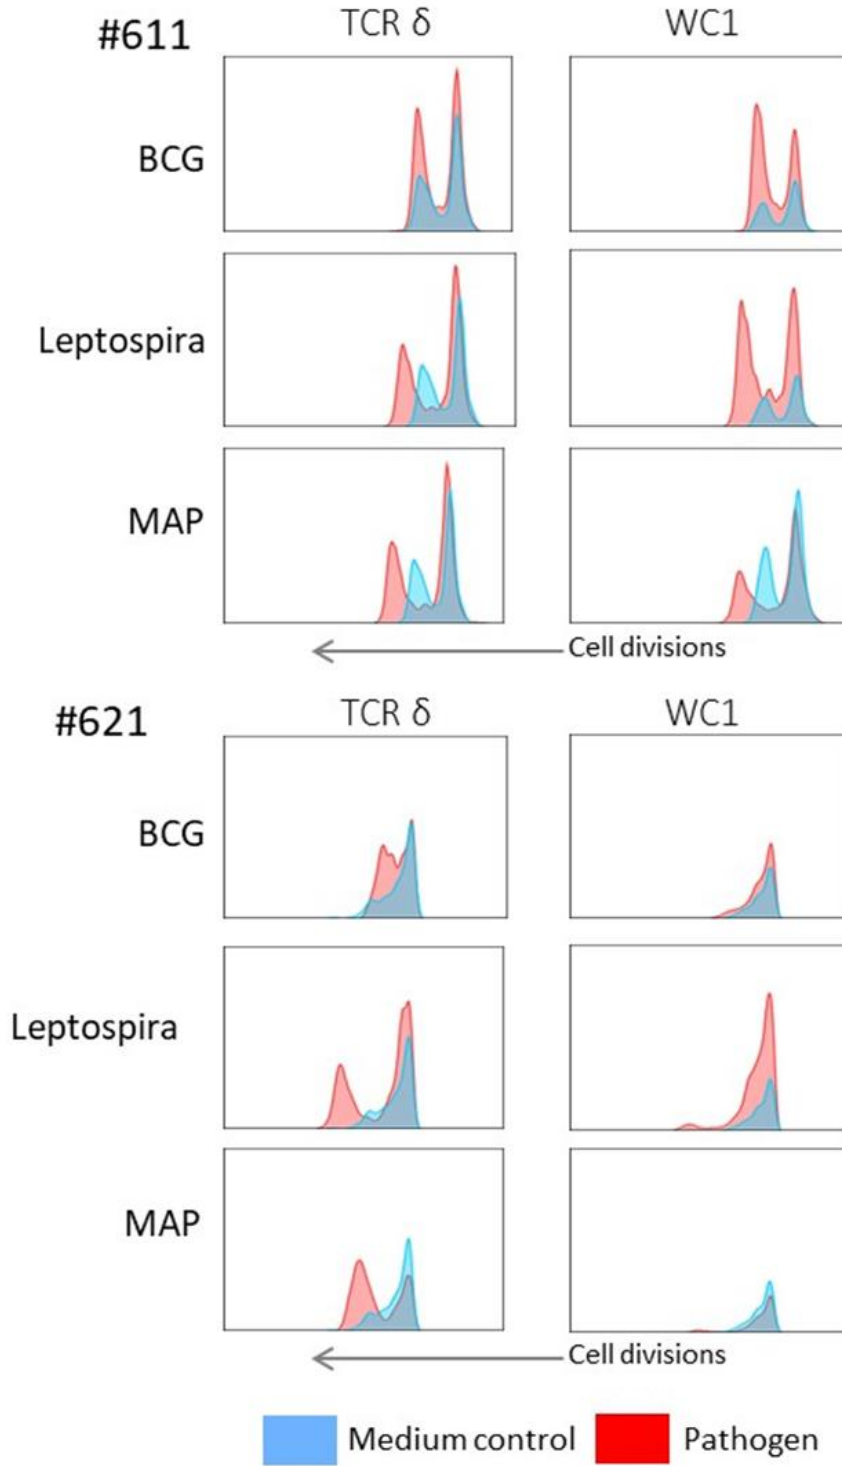 #611 TCR δ WC1
BCG
Leptospira
MAP
Cell divisions
#621 TCR δ WC1
BCG
Leptospira
MAP
Cell divisions
Medium control Pathogen